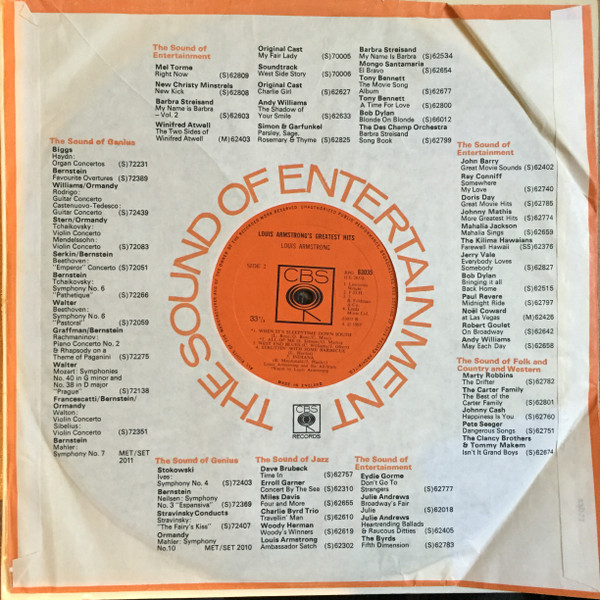 The Sound of
Entertainment
Mel Torme
Right Now (S)62809
New Christy Minstrels
New Kick (S)62808
Barbra Streisand
My Name is Barbra
– Vol. 2 (S)62603
Winifred Atwell
The Two Sides of
Winifred Atwell (M)62403
Original Cast
My Fair Lady (S)70005
Soundtrack
West Side Story (S)70006
Original Cast
Charlie Girl (S)62627
Andy Williams
The Shadow of
Your Smile (S)62633
Simon & Garfunkel
Parsley, Sage,
Rosemary & Thyme (S)62825
Barbra Streisand
My Name is Barbra (S)62534
Mongo Santamaria
El Bravo (S)62654
Tony Bennett
The Movie Song
Album (S)62677
Tony Bennett
A Time For Love (S)62800
Bob Dylan
Blonde On Blonde (S)66012
The Des Champ Orchestra
Barbra Streisand
Song Book (S)62799
The Sound of Genius
Biggs
Haydn:
Organ Concertos (S)72231
Bernstein
Favourite Overtures (S)72389
Williams/Ormandy
Rodrigo:
Guitar Concerto
Castenuovo-Tedesco:
Guitar Concerto (S)72439
Stern/Ormandy
Tchaikovsky:
Violin Concerto
Mendelssohn:
Violin Concerto (S)72083
Serkin/Bernstein
Beethoven:
"Emperor" Concerto (S)72051
Bernstein
Tchaikovsky:
Symphony No. 6
"Pathetique" (S)72266
Walter
Beethoven:
Symphony No. 6
"Pastoral" (S)72059
Graffman/Bernstein
Rachmaninov:
Piano Concerto No. 2
& Rhapsody on a
Theme of Paganini (S)72275
Walter
Mozart: Symphonies
No. 40 in G minor and
No. 38 in D major
"Prague" (S)72138
Francescatti/Bernstein/
Ormandy
Walton:
Violin Concerto
Sibelius:
Violin Concerto (S)72351
Bernstein
Mahler:
Symphony No. 7 MET/SET
2011
THE SOUND OF ENTERTAINMENT
LOUIS ARMSTRONG'S GREATEST HITS
LOUIS ARMSTRONG
SIDE 2
CBS
63039
33⅓
1. WHEN IT'S SLEEPYTIME DOWN SOUTH
MADE IN ENGLAND
CBS
RECORDS
The Sound of
Entertainment
John Barry
Great Movie Sounds (S)62402
Ray Conniff
Somewhere
My Love (S)62740
Doris Day
Great Movie Hits (S)62785
Johnny Mathis
More Greatest Hits (S)62774
Mahalia Jackson
Mahalia Sings (S)62659
The Kilima Hawaiians
Farewell Hawaii (SS)62376
Jerry Vale
Everybody Loves
Somebody (S)62827
Bob Dylan
Bringing it all
Back Home (S)62515
Paul Revere
Midnight Ride (S)62797
Noël Coward
at Las Vegas (M)62426
Robert Goulet
On Broadway (S)62642
Andy Williams
May Each Day (S)62658
The Sound of Folk and
Country and Western
Marty Robbins
The Drifter (S)62782
The Carter Family
The Best of the
Carter Family (S)62801
Johnny Cash
Happiness Is You (S)62760
Pete Seeger
Dangerous Songs (S)62751
The Clancy Brothers
& Tommy Makem
Isn't It Grand Boys (S)62674
The Sound of Genius
Stokowski
Ives:
Symphony No. 4 (S)72403
Bernstein
Neilsen: Symphony
No. 3 "Espansiva" (S)72369
Stravinsky Conducts
Stravinsky:
"The Fairy's Kiss" (S)72407
Ormandy
Mahler: Symphony
No.10 MET/SET 2010
The Sound of Jazz
Dave Brubeck
Time In (S)62757
Erroll Garner
Concert By The Sea (S)62310
Miles Davis
Four and More (S)62655
Charlie Byrd Trio
Travellin' Man (S)62610
Woody Herman
Woody's Winners (S)62619
Louis Armstrong
Ambassador Satch (S)62302
The Sound of
Entertainment
Eydie Gorme
Don't Go To
Strangers (S)62777
Julie Andrews
Broadway's Fair
Julie (S)62018
Julie Andrews
Heartrending Ballads
& Raucous Ditties (S)62405
The Byrds
Fifth Dimension (S)62783